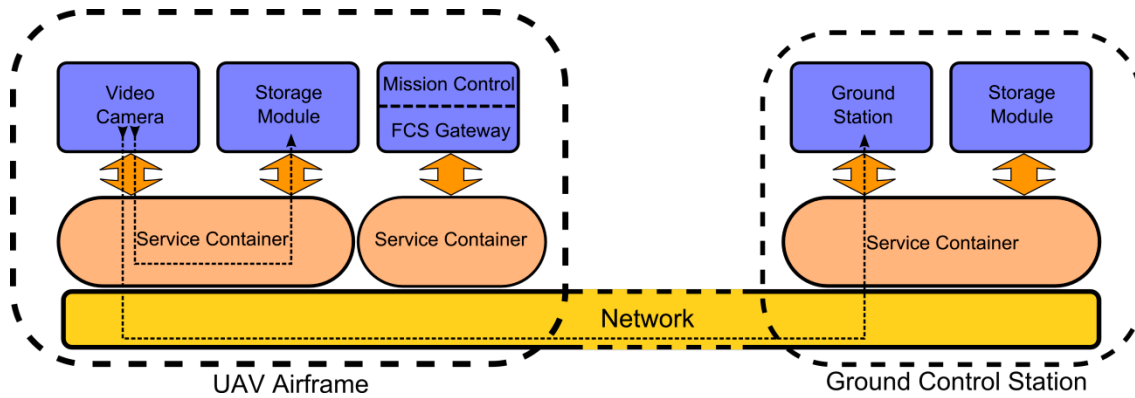 Video
Camera
Storage
Module
Mission Control
FCS Gateway
Ground
Station
Storage
Module
Service Container
Service Container
Service Container
Network
UAV Airframe
Ground Control Station